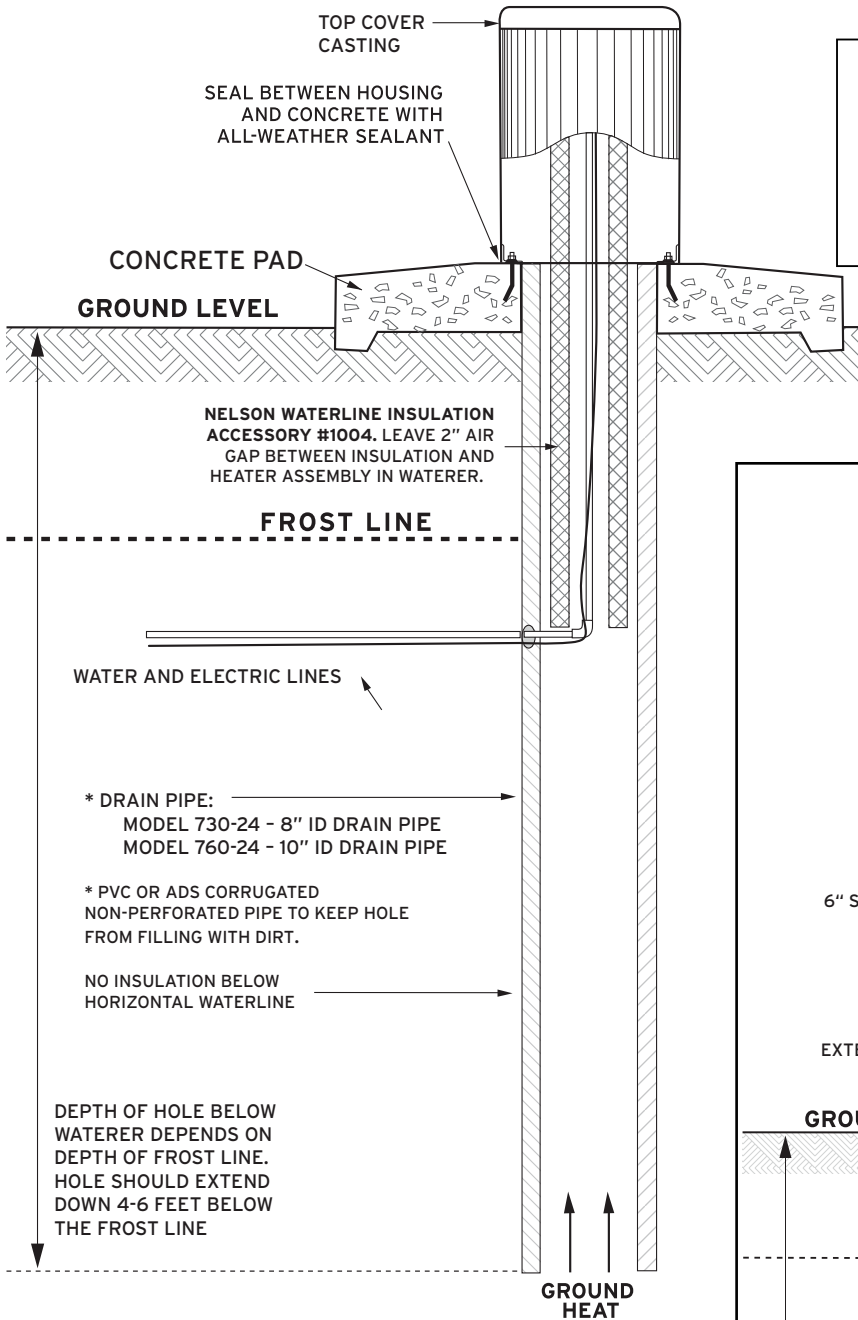 TOP COVER
CASTING
SEAL BETWEEN HOUSING
AND CONCRETE WITH
ALL-WEATHER SEALANT
CONCRETE PAD
GROUND LEVEL
NELSON WATERLINE INSULATION
ACCESSORY #1004. LEAVE 2" AIR
GAP BETWEEN INSULATION AND
HEATER ASSEMBLY IN WATERER.
FROST LINE
WATER AND ELECTRIC LINES
* DRAIN PIPE:
MODEL 730-24 – 8" ID DRAIN PIPE
MODEL 760-24 – 10" ID DRAIN PIPE
* PVC OR ADS CORRUGATED
NON-PERFORATED PIPE TO KEEP HOLE
FROM FILLING WITH DIRT.
NO INSULATION BELOW
HORIZONTAL WATERLINE
DEPTH OF HOLE BELOW
WATERER DEPENDS ON
DEPTH OF FROST LINE.
HOLE SHOULD EXTEND
DOWN 4-6 FEET BELOW
THE FROST LINE
GROUND
HEAT
6" S
EXTE
GROU